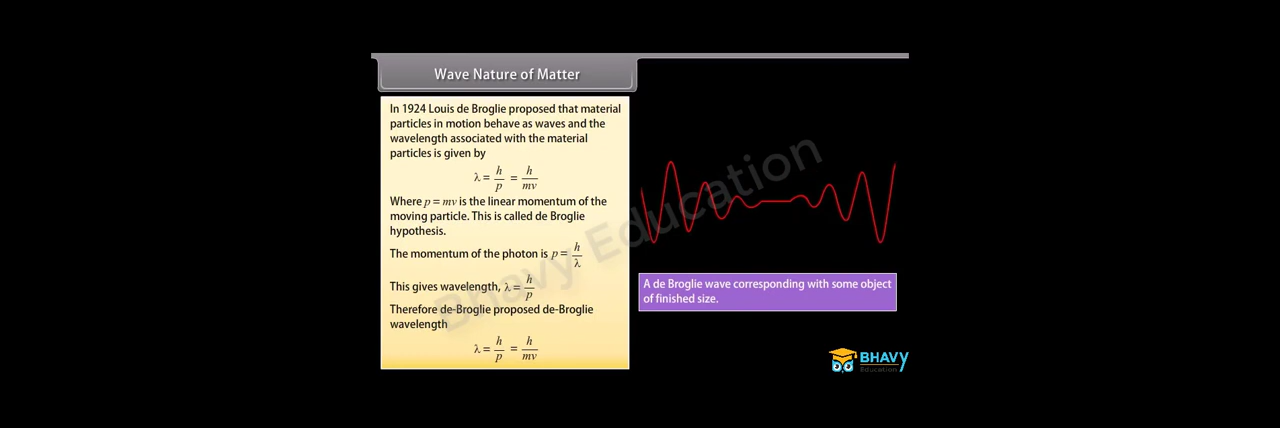 Wave Nature of Matter
In 1924 Louis de Broglie proposed that material
particles in motion behave as waves and the
wavelength associated with the material
particles is given by
λ = h/p = h/mv
Where p = mv is the linear momentum of the
moving particle. This is called de Broglie
hypothesis.
The momentum of the photon is p = h/λ
This gives wavelength, λ = h/p
Therefore de-Broglie proposed de-Broglie
wavelength
λ = h/p = h/mv
A de Broglie wave corresponding with some object
of finished size.
Bhavy Education
BHAVY
Education